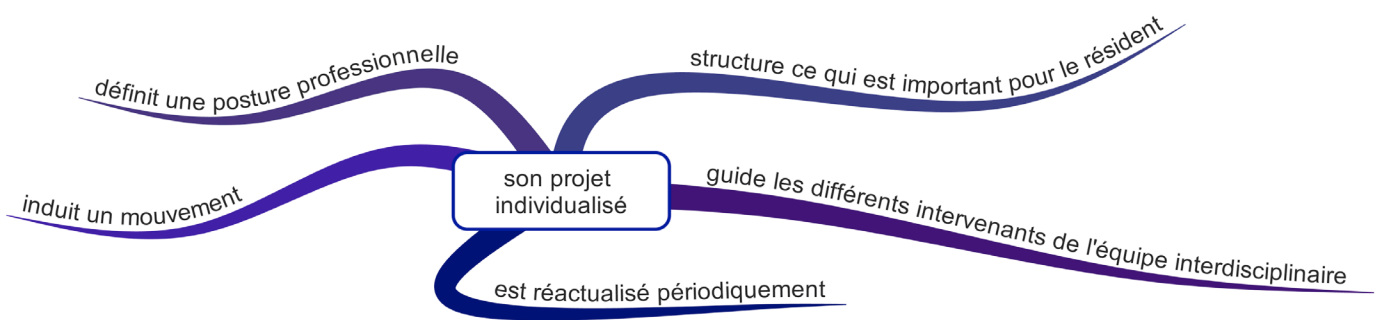 son projet
individualisé
structure ce qui est important pour le résident
guide les différents intervenants de l'équipe interdisciplinaire
est réactualisé périodiquement
induit un mouvement
définit une posture professionnelle